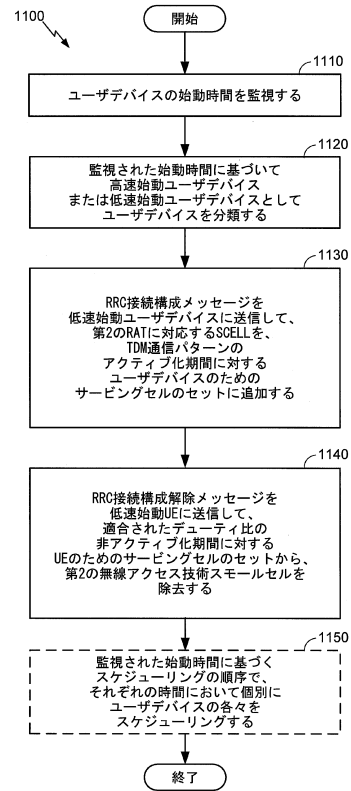 1100
開始
1110
ユーザデバイスの始動時間を監視する
1120
監視された始動時間に基づいて
高速始動ユーザデバイス
または低速始動ユーザデバイスとして
ユーザデバイスを分類する
1130
RRC接続構成メッセージを
低速始動ユーザデバイスに送信して、
第2のRATに対応するSCELLを、
TDM通信パターンの
アクティブ化期間に対する
ユーザデバイスのための
サービングセルのセットに追加する
1140
RRC接続構成解除メッセージを
低速始動UEに送信して、
適合されたデューティ比の
非アクティブ化期間に対する
UEのためのサービングセルのセットから、
第2の無線アクセス技術スモールセルを
除去する
1150
監視された始動時間に基づく
スケジューリングの順序で、
それぞれの時間において個別に
ユーザデバイスの各々を
スケジューリングする
終了